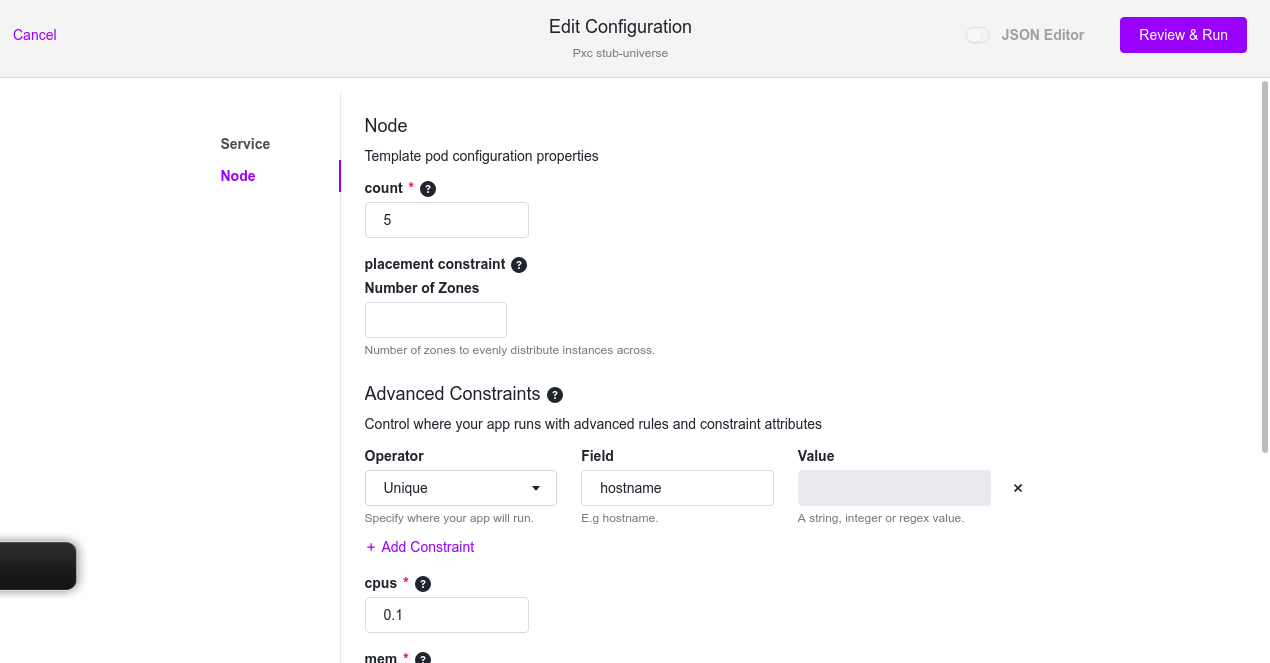 Cancel
Edit Configuration
Pxc stub-universe
JSON Editor
Review & Run
Service
Node
Node
Template pod configuration properties
count * ?
5
placement constraint ?
Number of Zones
Number of zones to evenly distribute instances across.
Advanced Constraints ?
Control where your app runs with advanced rules and constraint attributes
Operator Field Value
Unique hostname ×
Specify where your app will run. E.g hostname. A string, integer or regex value.
+ Add Constraint
cpus * ?
0.1
mem * ?